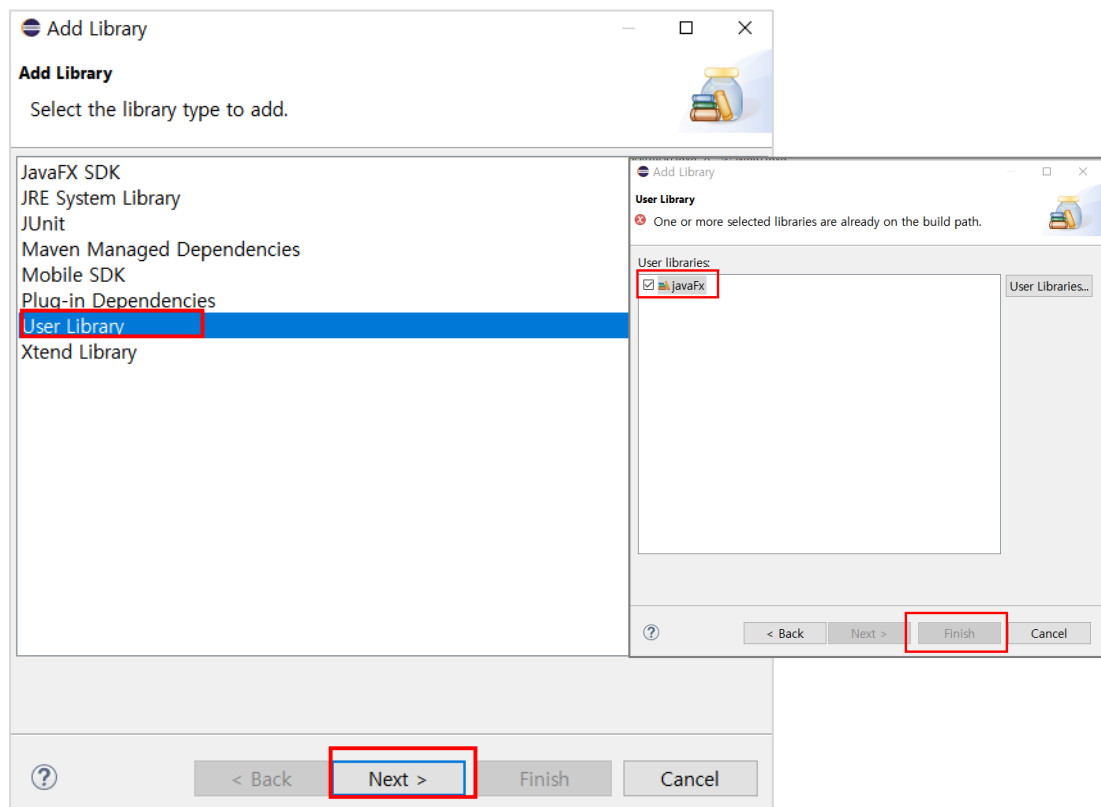 Add Library
Add Library
Select the library type to add.
JavaFX SDK
JRE System Library
JUnit
Maven Managed Dependencies
Mobile SDK
Plug-in Dependencies
User Library
Xtend Library
? < Back Next > Finish Cancel
Add Library
User Library
One or more selected libraries are already on the build path.
User libraries:
javaFx
User Libraries...
? < Back Next > Finish Cancel